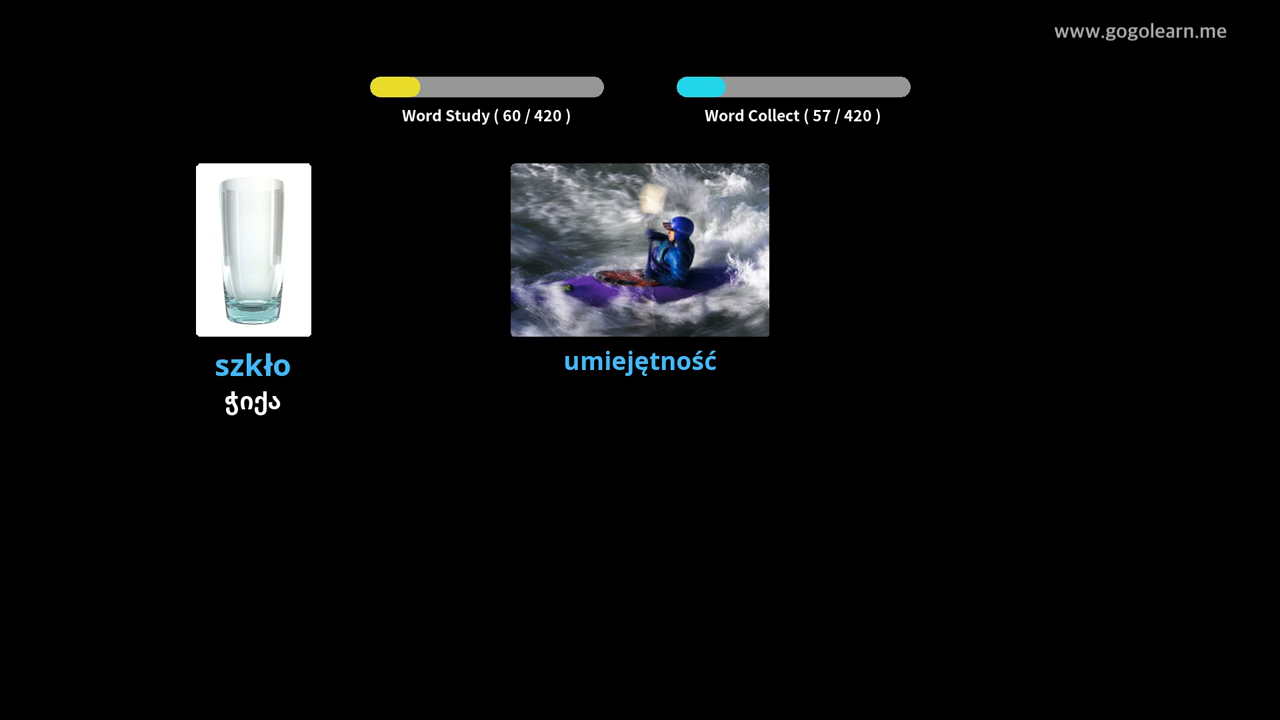 www.gogolearn.me
Word Study ( 60 / 420 )
Word Collect ( 57 / 420 )
szkło
ჭიქა
umiejętność